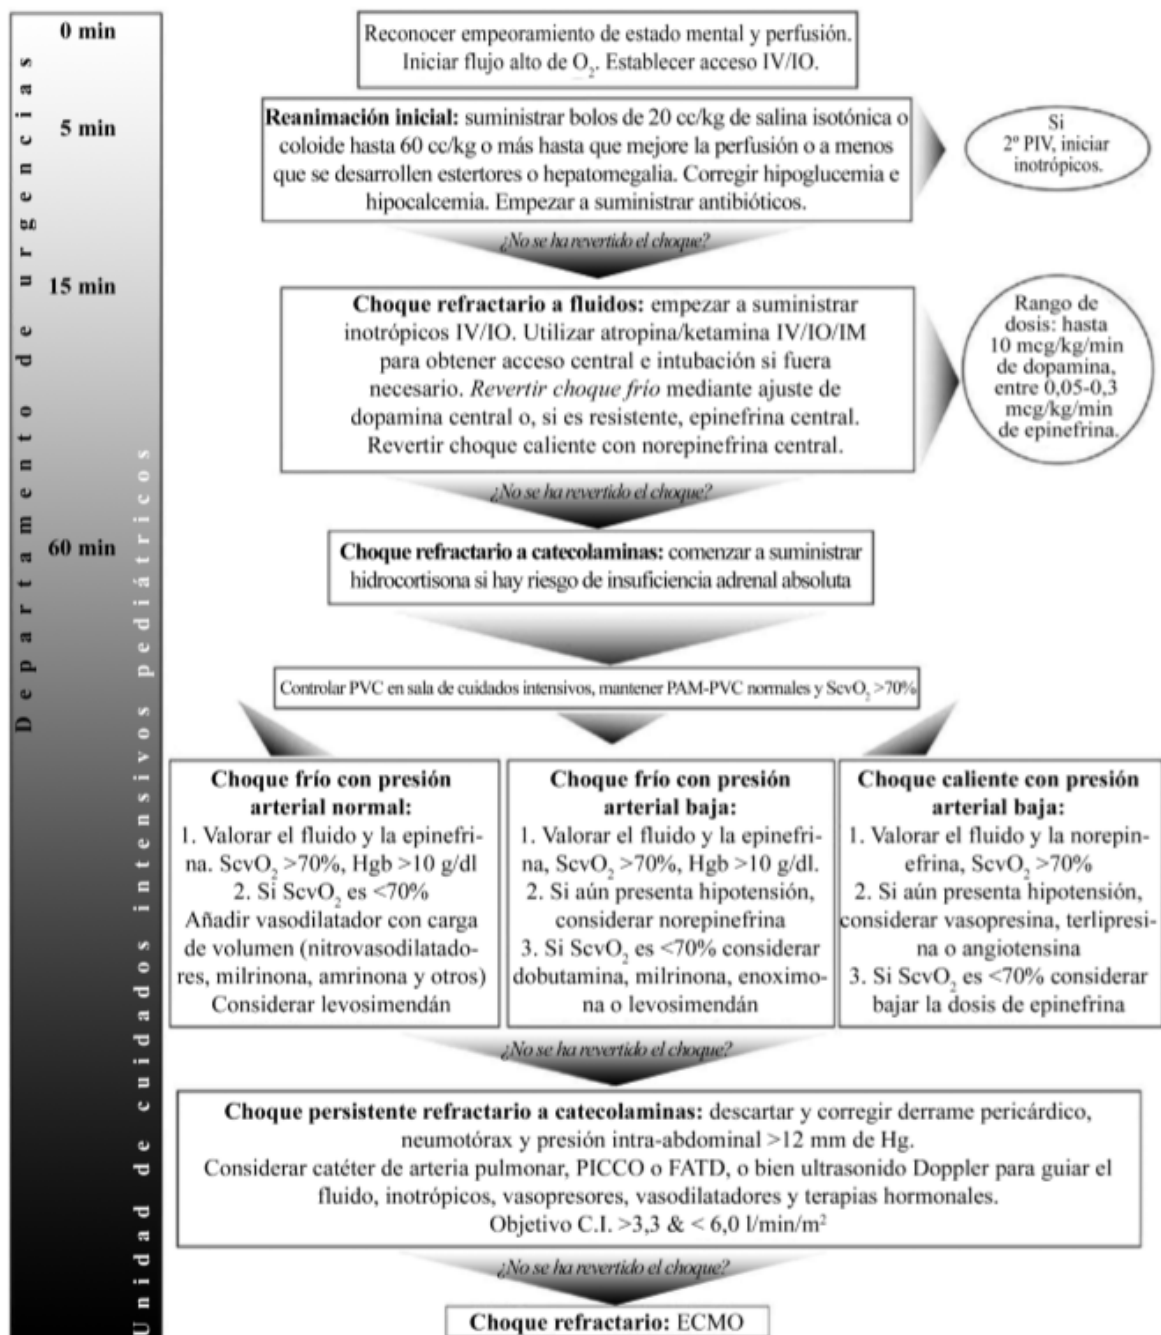 0 min
5 min
15 min
60 min
Departamento de urgencias
Unidad de cuidados intensivos pediátricos
Reconocer empeoramiento de estado mental y perfusión.
Iniciar flujo alto de O₂. Establecer acceso IV/IO.
Reanimación inicial: suministrar bolos de 20 cc/kg de salina isotónica o
coloide hasta 60 cc/kg o más hasta que mejore la perfusión o a menos
que se desarrollen estertores o hepatomegalia. Corregir hipoglucemia e
hipocalcemia. Empezar a suministrar antibióticos.
Si
2º PIV, iniciar
inotrópicos.
¿No se ha revertido el choque?
Choque refractario a fluidos: empezar a suministrar
inotrópicos IV/IO. Utilizar atropina/ketamina IV/IO/IM
para obtener acceso central e intubación si fuera
necesario. Revertir choque frío mediante ajuste de
dopamina central o, si es resistente, epinefrina central.
Revertir choque caliente con norepinefrina central.
Rango de
dosis: hasta
10 mcg/kg/min
de dopamina,
entre 0,05-0,3
mcg/kg/min
de epinefrina.
¿No se ha revertido el choque?
Choque refractario a catecolaminas: comenzar a suministrar
hidrocortisona si hay riesgo de insuficiencia adrenal absoluta
Controlar PVC en sala de cuidados intensivos, mantener PAM-PVC normales y ScvO₂ >70%
Choque frío con presión
arterial normal:
1. Valorar el fluido y la epinefri-
na. ScvO₂ >70%, Hgb >10 g/dl
2. Si ScvO₂ es <70%
Añadir vasodilatador con carga
de volumen (nitrovasodilatado-
res, milrinona, amrinona y otros)
Considerar levosimendán
Choque frío con presión
arterial baja:
1. Valorar el fluido y la epinefri-
na, ScvO₂ >70%, Hgb >10 g/dl.
2. Si aún presenta hipotensión,
considerar norepinefrina
3. Si ScvO₂ es <70% considerar
dobutamina, milrinona, enoximo-
na o levosimendán
Choque caliente con presión
arterial baja:
1. Valorar el fluido y la norepin-
efrina, ScvO₂ >70%
2. Si aún presenta hipotensión,
considerar vasopresina, terlipresi-
na o angiotensina
3. Si ScvO₂ es <70% considerar
bajar la dosis de epinefrina
¿No se ha revertido el choque?
Choque persistente refractario a catecolaminas: descartar y corregir derrame pericárdico,
neumotórax y presión intra-abdominal >12 mm de Hg.
Considerar catéter de arteria pulmonar, PICCO o FATD, o bien ultrasonido Doppler para guiar el
fluido, inotrópicos, vasopresores, vasodilatadores y terapias hormonales.
Objetivo C.I. >3,3 & < 6,0 l/min/m²
¿No se ha revertido el choque?
Choque refractario: ECMO